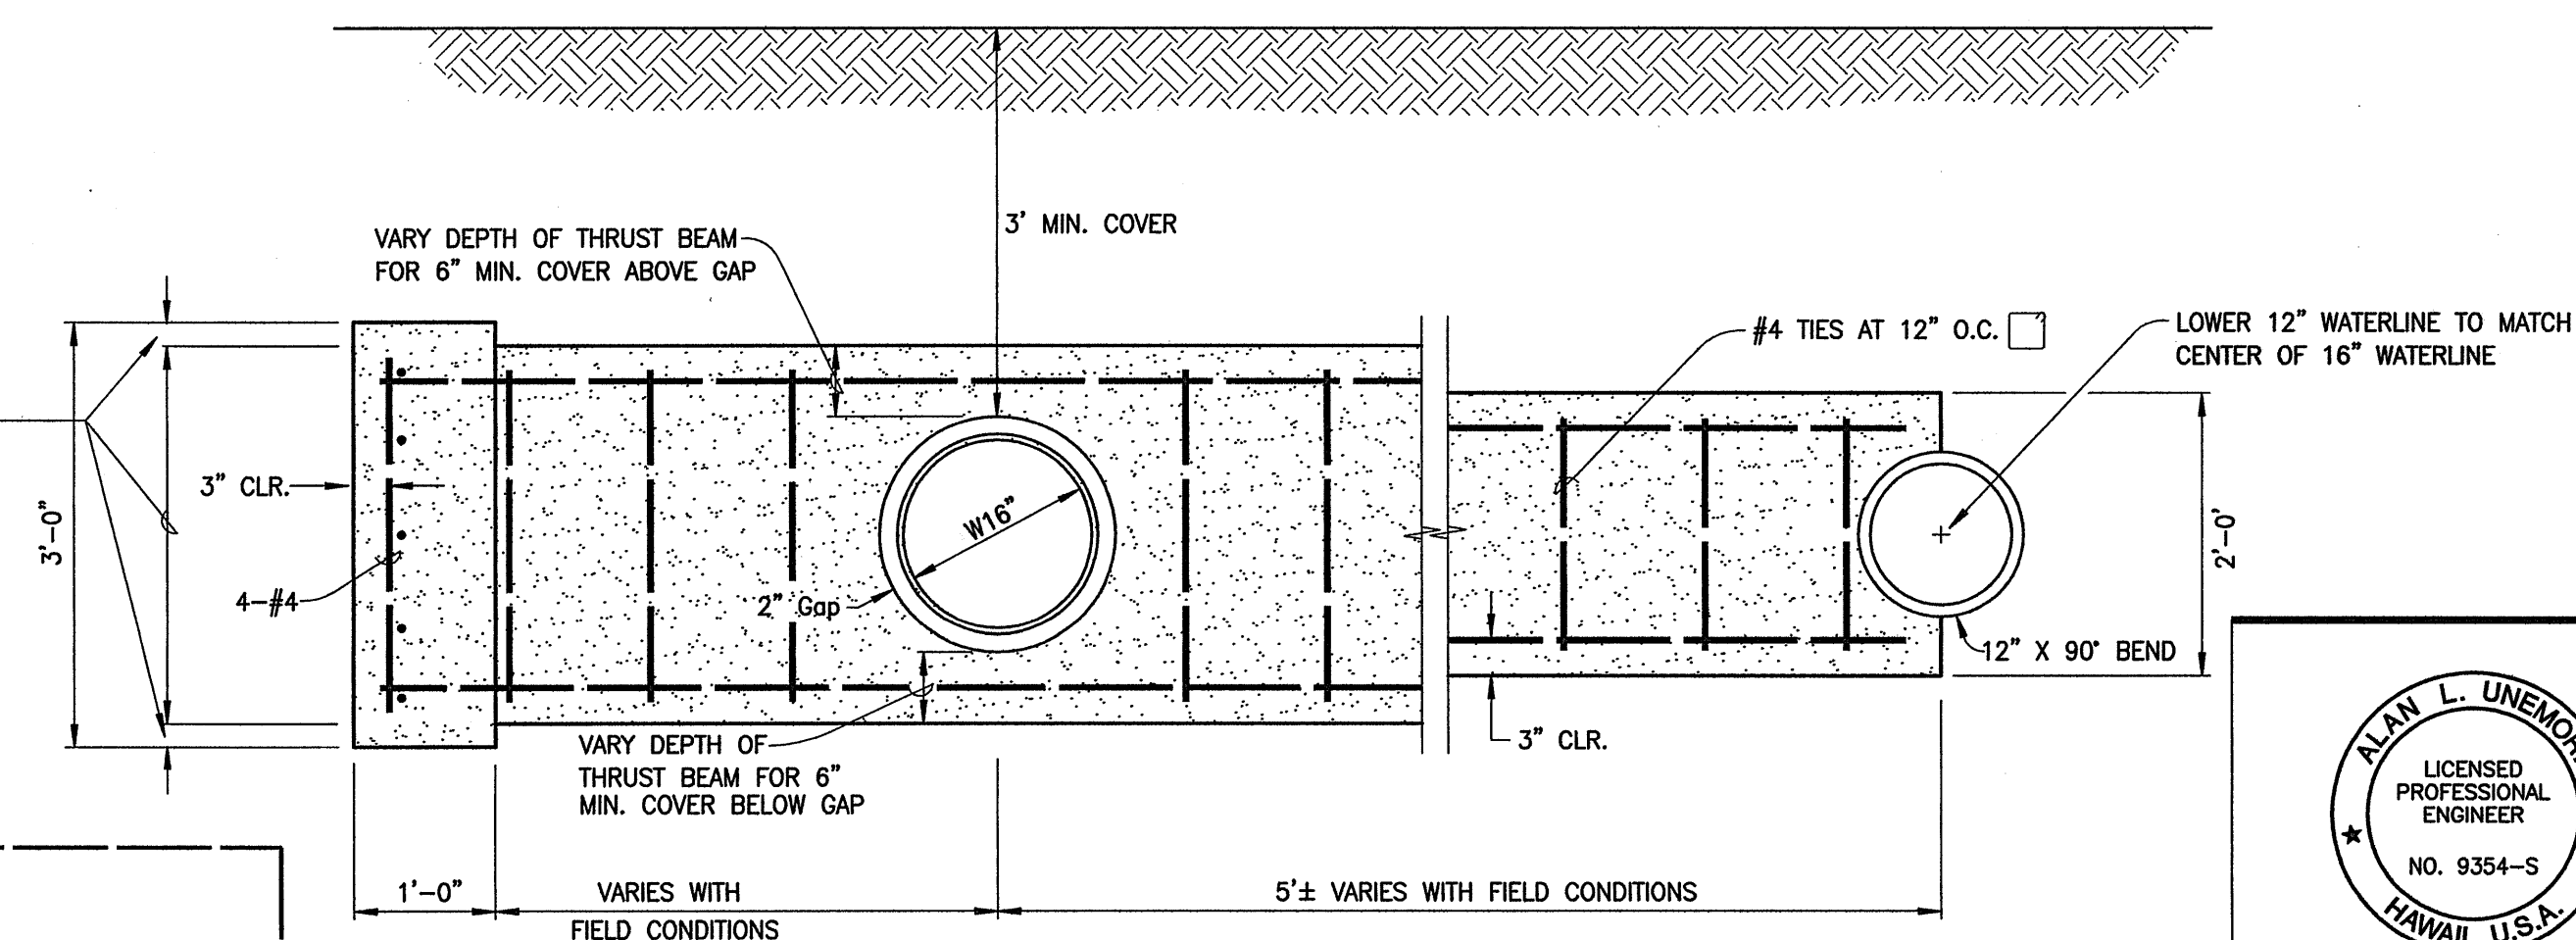 3' MIN. COVER
VARY DEPTH OF THRUST BEAM
FOR 6" MIN. COVER ABOVE GAP
#4 TIES AT 12" O.C.
LOWER 12" WATERLINE TO MATCH
CENTER OF 16" WATERLINE
3" CLR.
3'-0"
W16"
2'-0'
4-#4
2" Gap
12" X 90° BEND
VARY DEPTH OF
THRUST BEAM FOR 6"
MIN. COVER BELOW GAP
3" CLR.
1'-0"
VARIES WITH
FIELD CONDITIONS
5'± VARIES WITH FIELD CONDITIONS
ALAN L.
LICENSED
PROFESSIONAL
ENGINEER
NO. 9354-S
HAWAII U.S.A.